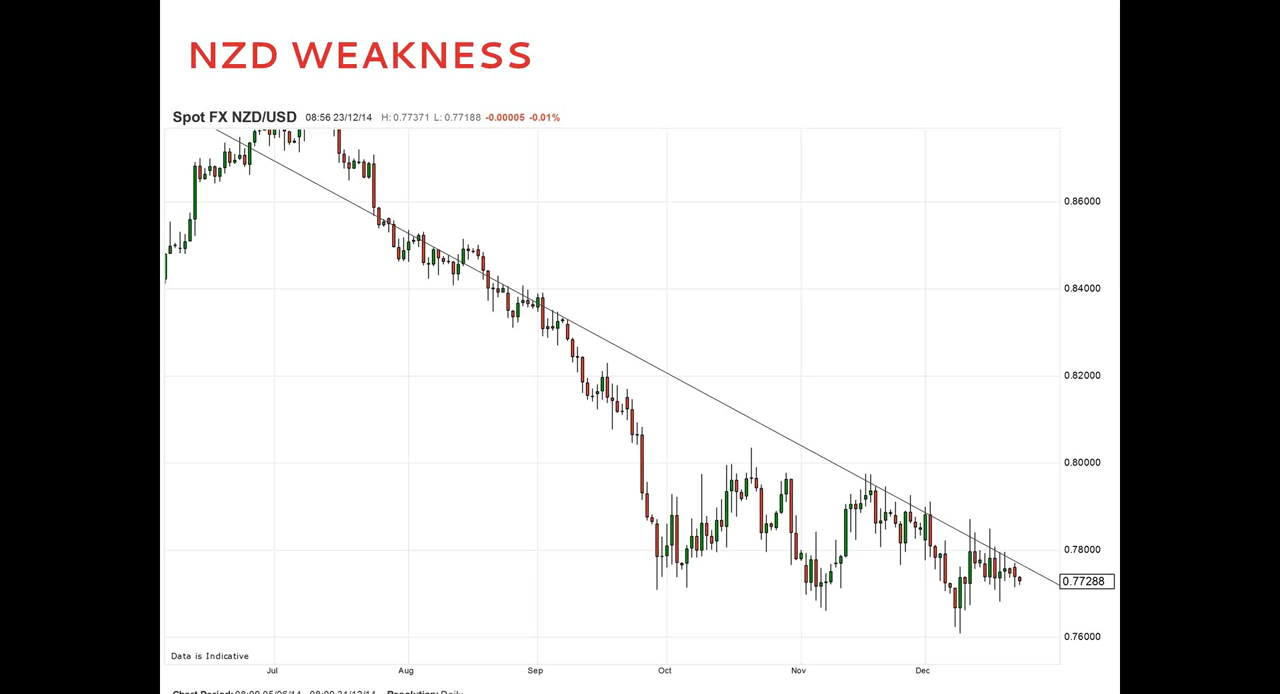 NZD WEAKNESS
Spot FX NZD/USD 08:56 23/12/14 H: 0.77371 L: 0.77188 -0.00005 -0.01%
0.86000
0.84000
0.82000
0.80000
0.78000
0.77288
0.76000
Data is Indicative
Jul Aug Sep Oct Nov Dec